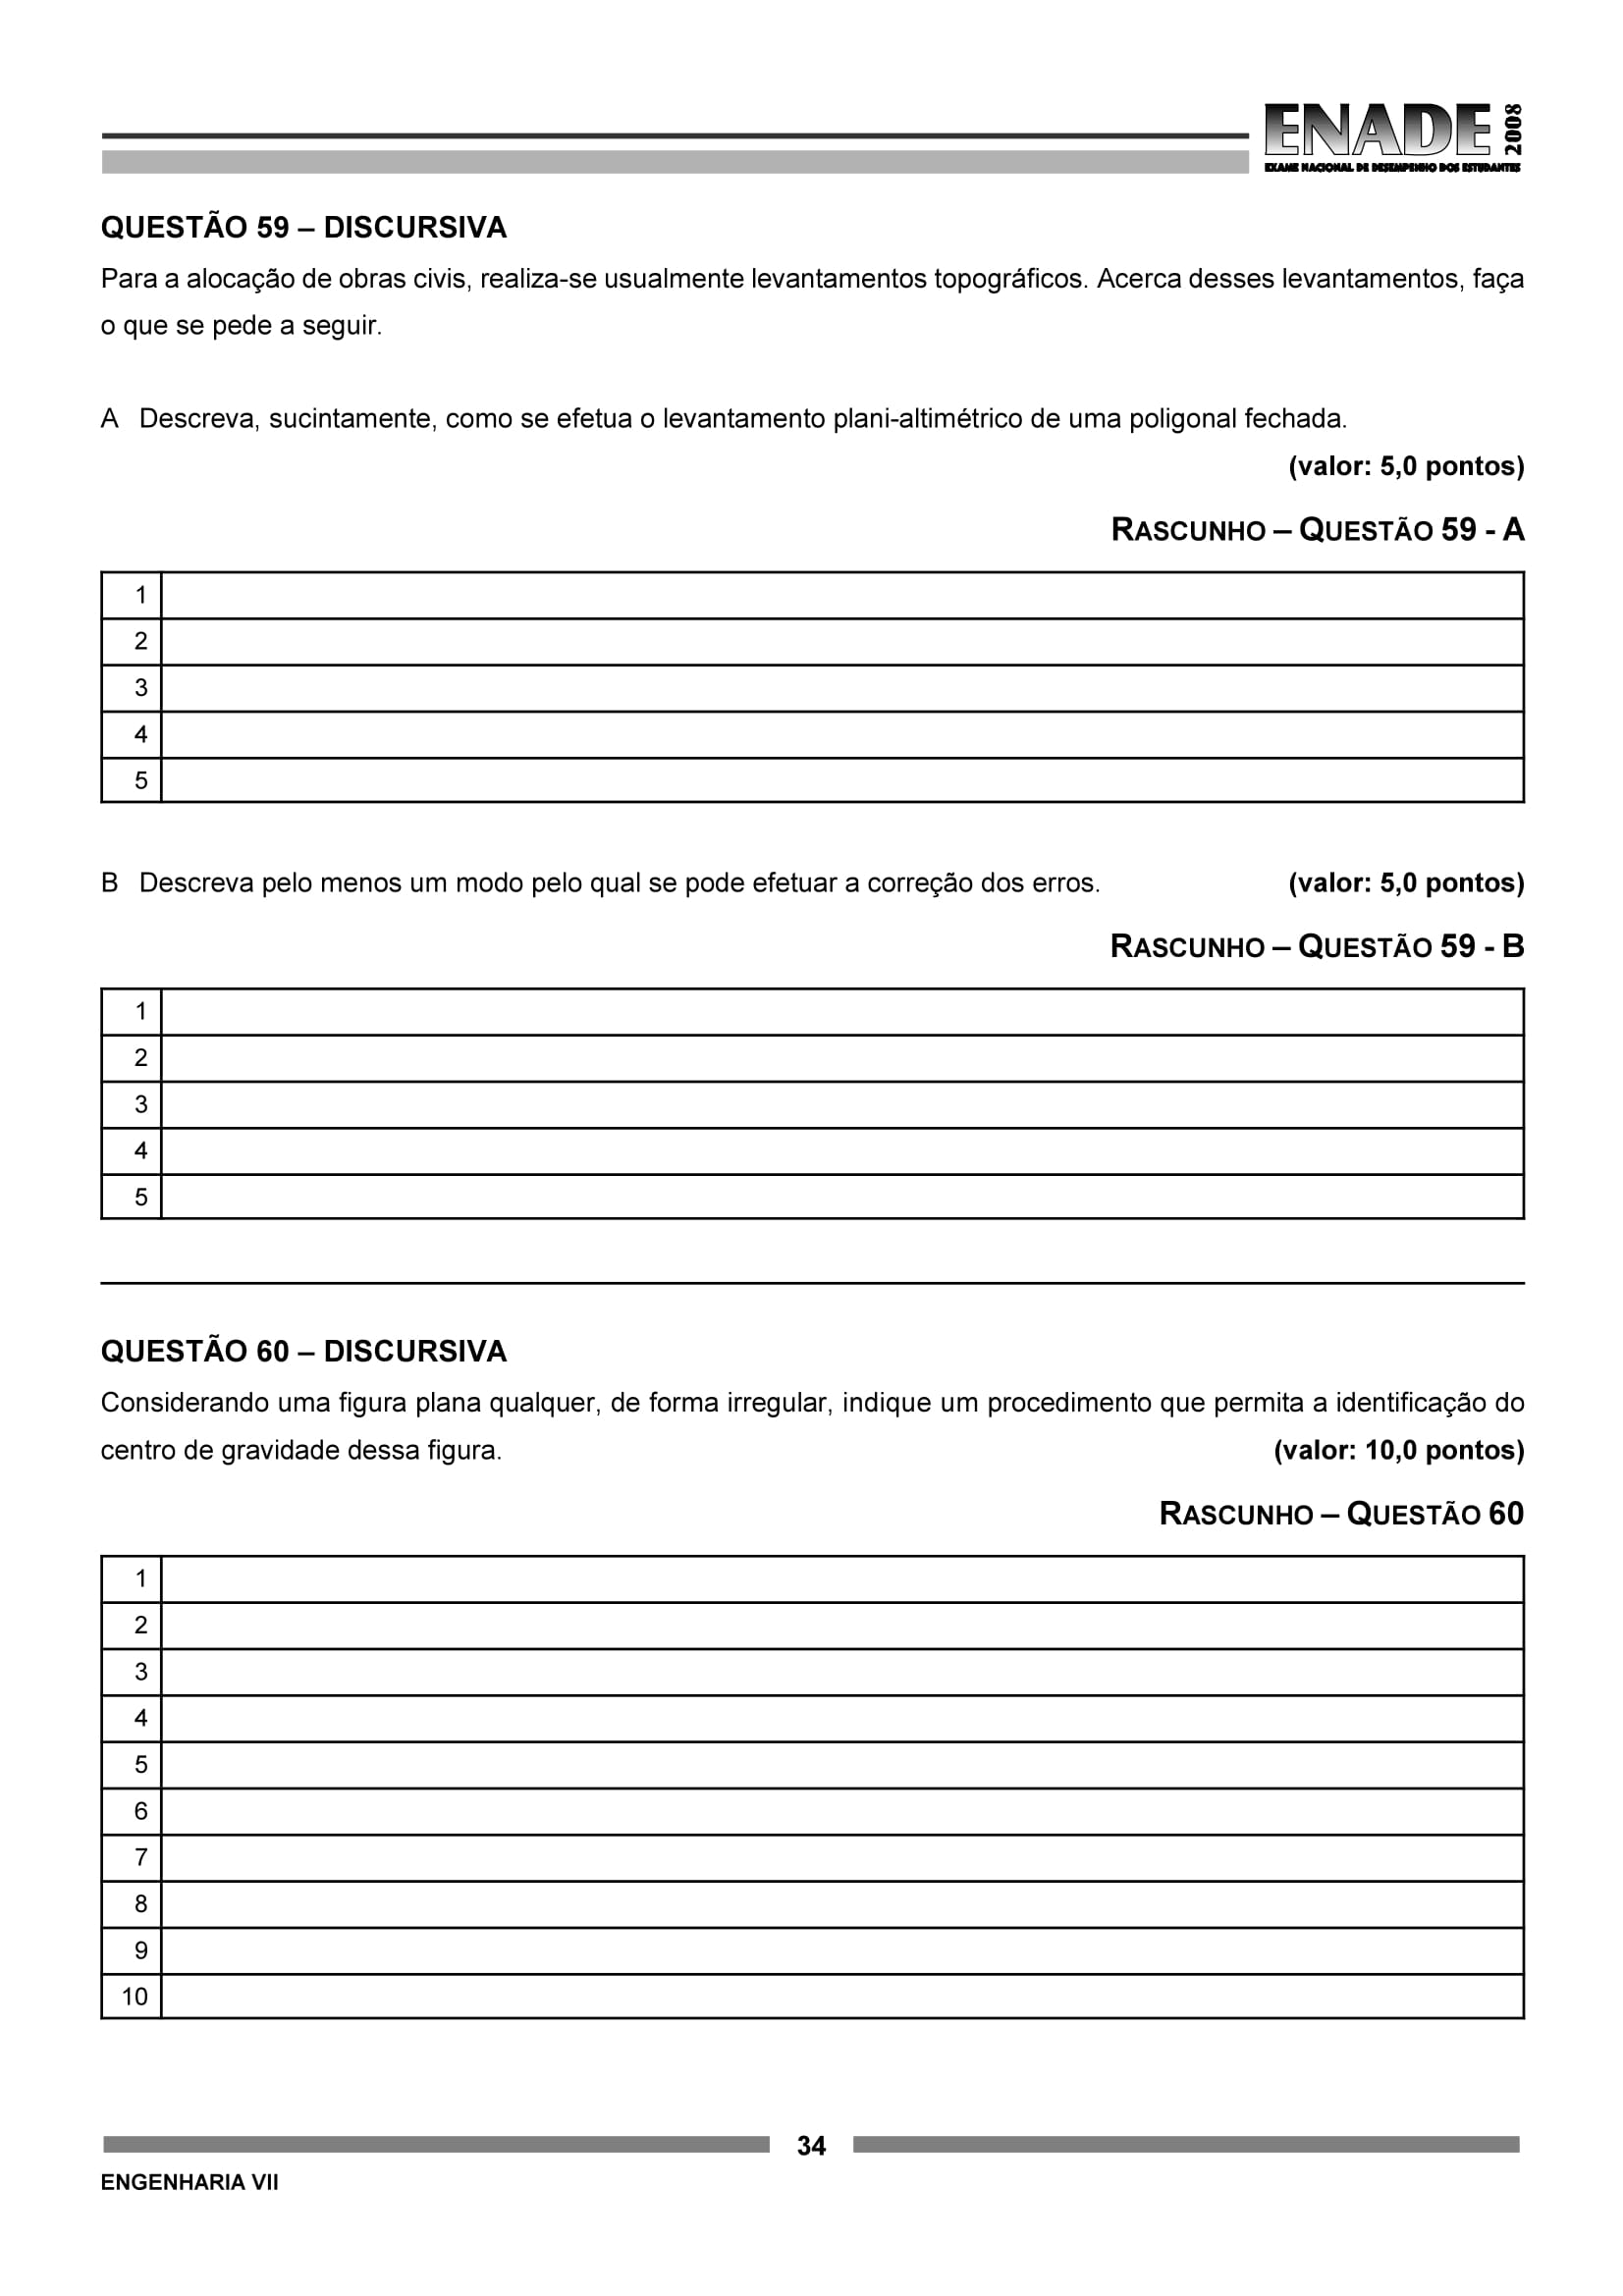 ENADE 2008
EXAME NACIONAL DE DESEMPENHO DOS ESTUDANTES
QUESTÃO 59 – DISCURSIVA
Para a alocação de obras civis, realiza-se usualmente levantamentos topográficos. Acerca desses levantamentos, faça
o que se pede a seguir.
A Descreva, sucintamente, como se efetua o levantamento plani-altimétrico de uma poligonal fechada.
(valor: 5,0 pontos)
RASCUNHO – QUESTÃO 59 - A
1
2
3
4
5
B Descreva pelo menos um modo pelo qual se pode efetuar a correção dos erros. (valor: 5,0 pontos)
RASCUNHO – QUESTÃO 59 - B
1
2
3
4
5
QUESTÃO 60 – DISCURSIVA
Considerando uma figura plana qualquer, de forma irregular, indique um procedimento que permita a identificação do
centro de gravidade dessa figura. (valor: 10,0 pontos)
RASCUNHO – QUESTÃO 60
1
2
3
4
5
6
7
8
9
10
34
ENGENHARIA VII